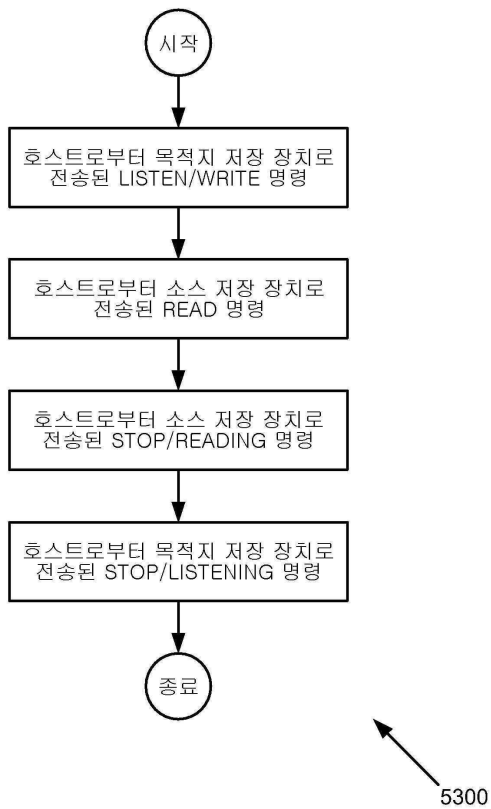 시작
호스트로부터 목적지 저장 장치로
전송된 LISTEN/WRITE 명령
호스트로부터 소스 저장 장치로
전송된 READ 명령
호스트로부터 소스 저장 장치로
전송된 STOP/READING 명령
호스트로부터 목적지 저장 장치로
전송된 STOP/LISTENING 명령
종료
5300